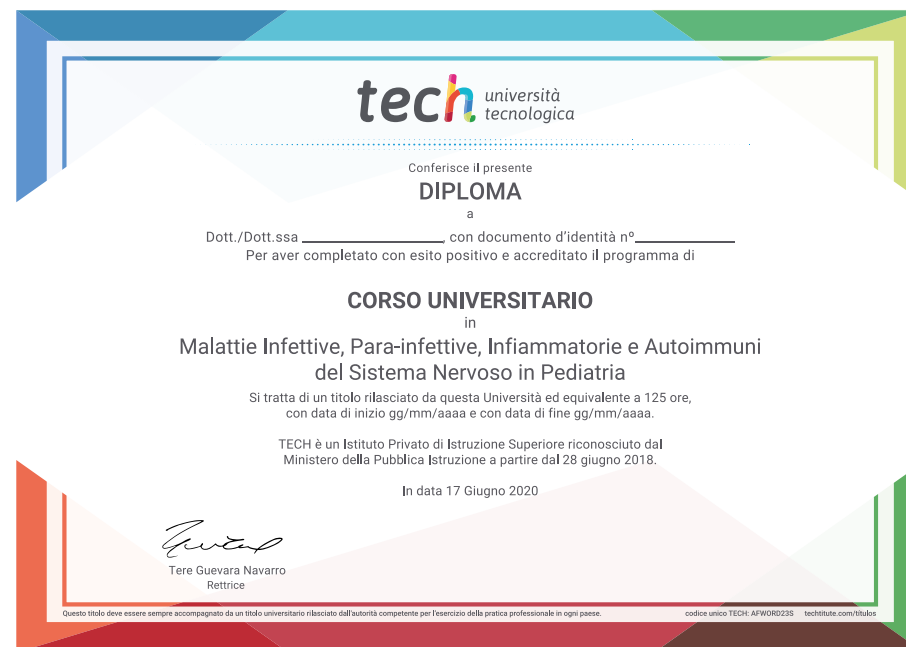 tech università
tecnologica
Conferisce il presente
DIPLOMA
a
Dott./Dott.ssa ____________________, con documento d'identità nº______________
Per aver completato con esito positivo e accreditato il programma di
CORSO UNIVERSITARIO
in
Malattie Infettive, Para-infettive, Infiammatorie e Autoimmuni
del Sistema Nervoso in Pediatria
Si tratta di un titolo rilasciato da questa Università ed equivalente a 125 ore,
con data di inizio gg/mm/aaaa e con data di fine gg/mm/aaaa.
TECH è un Istituto Privato di Istruzione Superiore riconosciuto dal
Ministero della Pubblica Istruzione a partire dal 28 giugno 2018.
In data 17 Giugno 2020
Tere Guevara Navarro
Rettrice
Questo titolo deve essere sempre accompagnato da un titolo universitario rilasciato dall'autorità competente per l'esercizio della pratica professionale in ogni paese. codice unico TECH: AFWORD23S techtitute.com/títulos